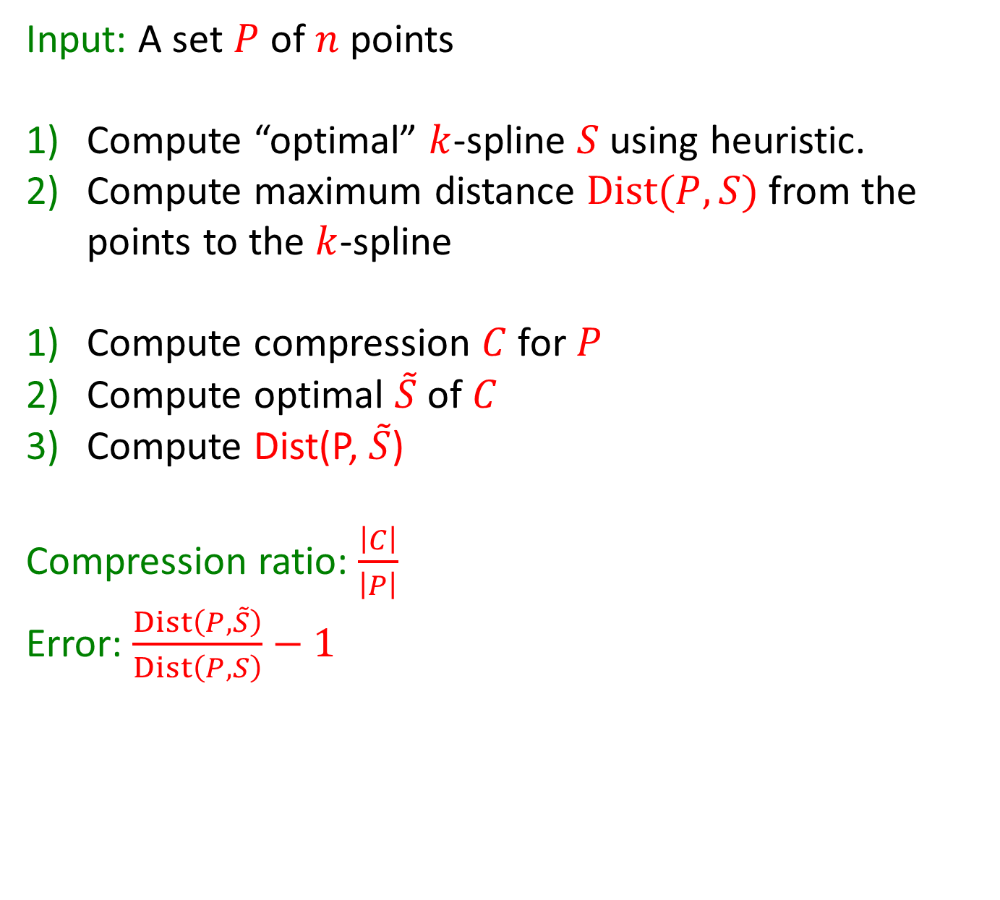 Input: A set P of n points
1) Compute “optimal” k-spline S using heuristic.
2) Compute maximum distance Dist(P, S) from the
points to the k-spline
1) Compute compression C for P
2) Compute optimal S̃ of C
3) Compute Dist(P, S̃)
Compression ratio: |C|/|P|
Error: Dist(P,S̃)/Dist(P,S) − 1